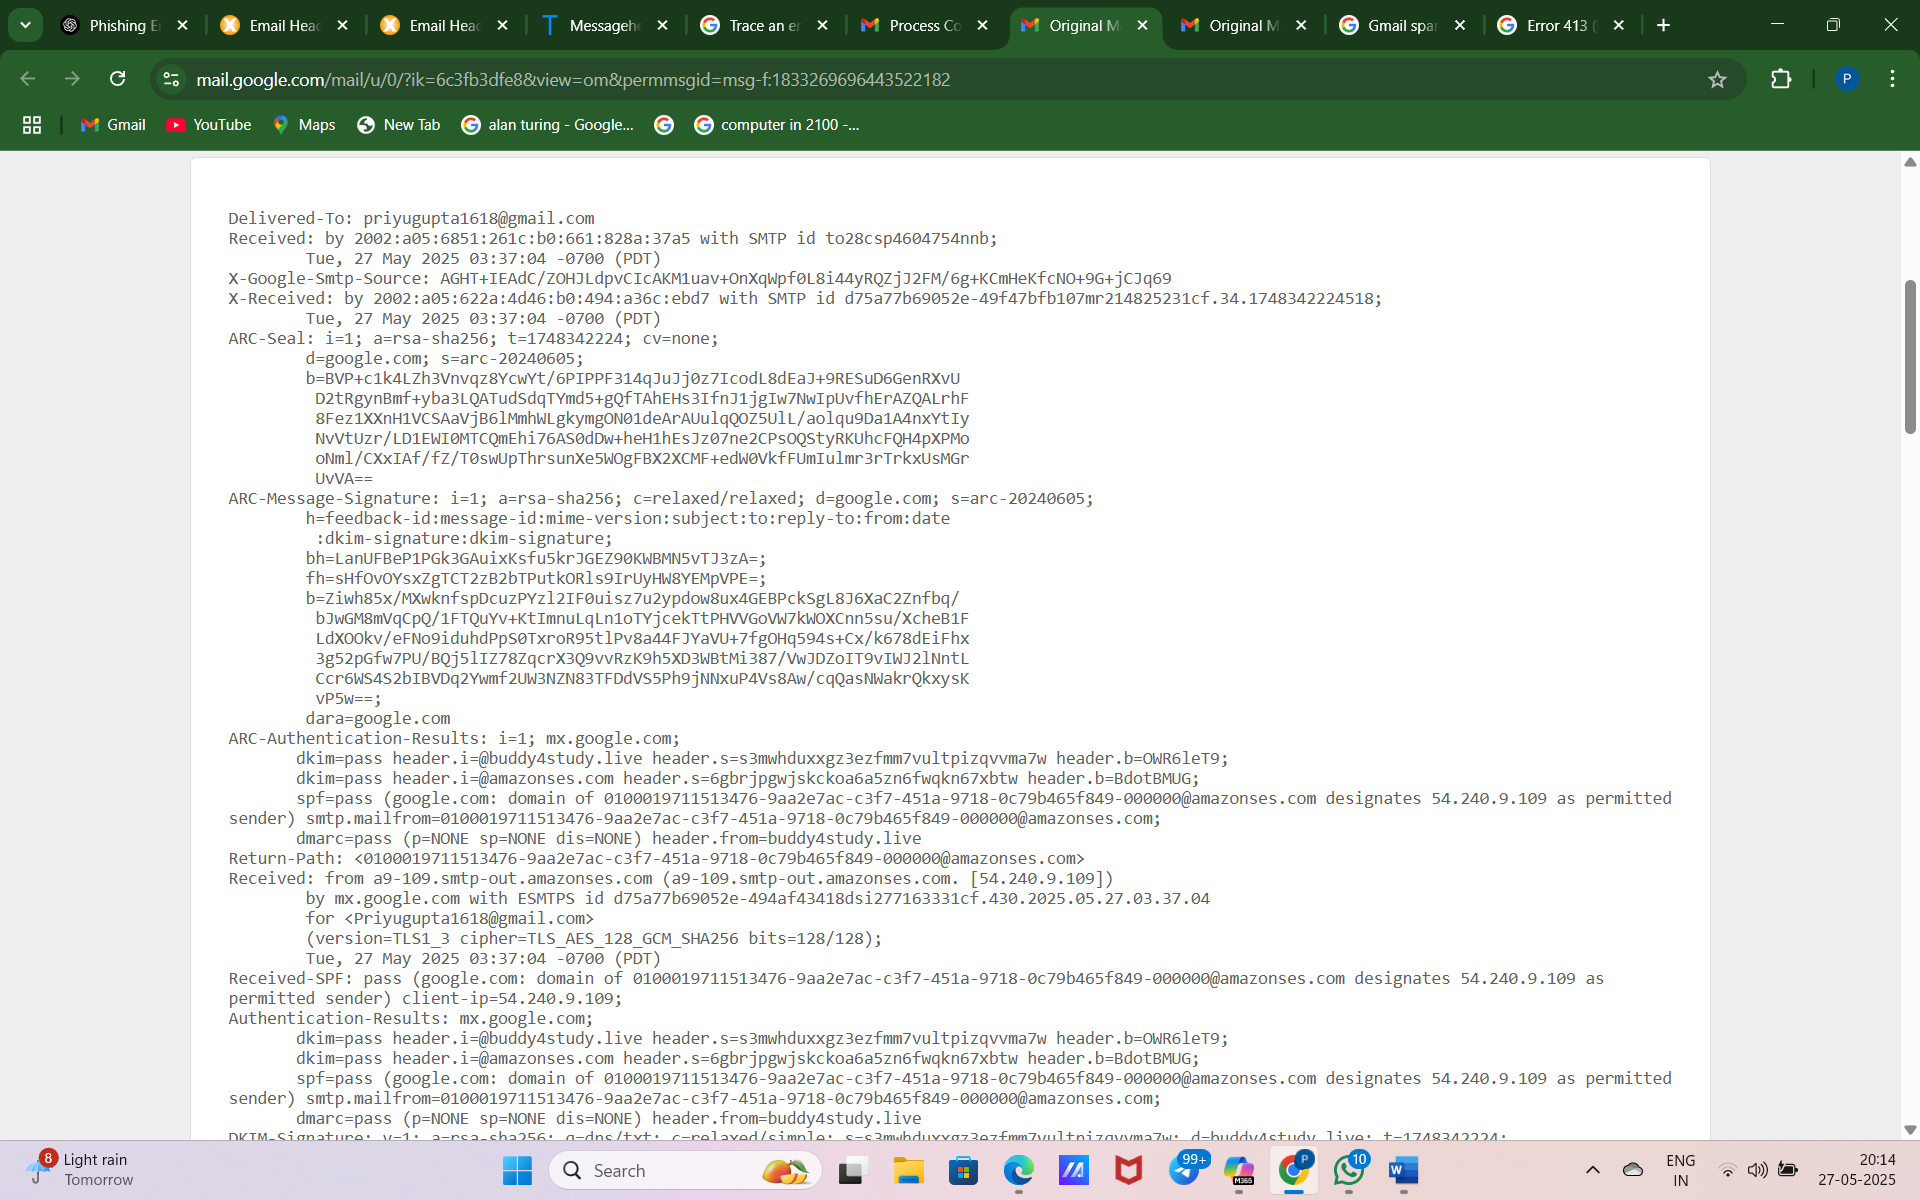 Phishing E
Email Hea
Email Hea
Messagehe
Trace an e
Process Co
Original M
Original M
Gmail spa
Error 413 (
mail.google.com/mail/u/0/?ik=6c3fb3dfe8&view=om&permmsgid=msg-f:1833269696443522182
P
Gmail
YouTube
Maps
New Tab
alan turing - Google...
computer in 2100 -...
Delivered-To: priyugupta1618@gmail.com
Received: by 2002:a05:6851:261c:b0:661:828a:37a5 with SMTP id to28csp4604754nnb;
Tue, 27 May 2025 03:37:04 -0700 (PDT)
X-Google-Smtp-Source: AGHT+IEAdC/ZOHJLdpvCIcAKM1uav+OnXqWpf0L8i44yRQZjJ2FM/6g+KCmHeKfcNO+9G+jCJq69
X-Received: by 2002:a05:622a:4d46:b0:494:a36c:ebd7 with SMTP id d75a77b69052e-49f47bfb107mr214825231cf.34.1748342224518;
Tue, 27 May 2025 03:37:04 -0700 (PDT)
ARC-Seal: i=1; a=rsa-sha256; t=1748342224; cv=none;
d=google.com; s=arc-20240605;
b=BVP+c1k4LZh3Vnvqz8YcwYt/6PIPPF314qJuJj0z7IcodL8dEaJ+9RESuD6GenRXvU
D2tRgynBmf+yba3LQATudSdqTYmd5+gQfTAhEHs3IfnJ1jgIw7NwIpUvfhErAZQALrhF
8Fez1XXnH1VCSAaVjB6lMmhWLgkymgON01deArAUulqQOZ5UlL/aolqu9Da1A4nxYtIy
NvVtUzr/LD1EWI0MTCQmEhi76AS0dDw+heH1hEsJz07ne2CPsOQStyRKUhcFQH4pXPMo
oNml/CXxIAf/fZ/T0swUpThrsunXe5WOgFBX2XCMF+edW0VkfFUmIulmr3rTrkxUsMGr
UvVA==
ARC-Message-Signature: i=1; a=rsa-sha256; c=relaxed/relaxed; d=google.com; s=arc-20240605;
h=feedback-id:message-id:mime-version:subject:to:reply-to:from:date
:dkim-signature:dkim-signature;
bh=LanUFBeP1PGk3GAuixKsfu5krJGEZ90KWBMN5vTJ3zA=;
fh=sHfOvOYsxZgTCT2zB2bTPutkORls9IrUyHW8YEMpVPE=;
b=Ziwh85x/MXwknfspDcuzPYzl2IF0uisz7u2ypdow8ux4GEBPckSgL8J6XaC2Znfbq/
bJwGM8mVqCpQ/1FTQuYv+KtImnuLqLn1oTYjcekTtPHVVGoVW7kWOXCnn5su/XcheB1F
LdXOOkv/eFNo9iduhdPpS0TxroR95tlPv8a44FJYaVU+7fgOHq594s+Cx/k678dEiFhx
3g52pGfw7PU/BQj5lIZ78ZqcrX3Q9vvRzK9h5XD3WBtMi387/VwJDZoIT9vIWJ2lNntL
Ccr6WS4S2bIBVDq2Ywmf2UW3NZN83TFDdVS5Ph9jNNxuP4Vs8Aw/cqQasNWakrQkxysK
vP5w==;
dara=google.com
ARC-Authentication-Results: i=1; mx.google.com;
dkim=pass header.i=@buddy4study.live header.s=s3mwhduxxgz3ezfmm7vultpizqvvma7w header.b=OWR6leT9;
dkim=pass header.i=@amazonses.com header.s=6gbrjpgwjskckoa6a5zn6fwqkn67xbtw header.b=BdotBMUG;
spf=pass (google.com: domain of 0100019711513476-9aa2e7ac-c3f7-451a-9718-0c79b465f849-000000@amazonses.com designates 54.240.9.109 as permitted
sender) smtp.mailfrom=0100019711513476-9aa2e7ac-c3f7-451a-9718-0c79b465f849-000000@amazonses.com;
dmarc=pass (p=NONE sp=NONE dis=NONE) header.from=buddy4study.live
Return-Path: <0100019711513476-9aa2e7ac-c3f7-451a-9718-0c79b465f849-000000@amazonses.com>
Received: from a9-109.smtp-out.amazonses.com (a9-109.smtp-out.amazonses.com. [54.240.9.109])
by mx.google.com with ESMTPS id d75a77b69052e-494af43418dsi277163331cf.430.2025.05.27.03.37.04
for <Priyugupta1618@gmail.com>
(version=TLS1_3 cipher=TLS_AES_128_GCM_SHA256 bits=128/128);
Tue, 27 May 2025 03:37:04 -0700 (PDT)
Received-SPF: pass (google.com: domain of 0100019711513476-9aa2e7ac-c3f7-451a-9718-0c79b465f849-000000@amazonses.com designates 54.240.9.109 as
permitted sender) client-ip=54.240.9.109;
Authentication-Results: mx.google.com;
dkim=pass header.i=@buddy4study.live header.s=s3mwhduxxgz3ezfmm7vultpizqvvma7w header.b=OWR6leT9;
dkim=pass header.i=@amazonses.com header.s=6gbrjpgwjskckoa6a5zn6fwqkn67xbtw header.b=BdotBMUG;
spf=pass (google.com: domain of 0100019711513476-9aa2e7ac-c3f7-451a-9718-0c79b465f849-000000@amazonses.com designates 54.240.9.109 as permitted
sender) smtp.mailfrom=0100019711513476-9aa2e7ac-c3f7-451a-9718-0c79b465f849-000000@amazonses.com;
dmarc=pass (p=NONE sp=NONE dis=NONE) header.from=buddy4study.live
DKIM-Signature: v=1; a=rsa-sha256; q=dns/txt; c=relaxed/simple; s=s3mwhduxxgz3ezfmm7vultpizqvvma7w; d=buddy4study.live; t=1748342224;
8
Light rain
Tomorrow
Search
99+
M365
P
10
ENG
IN
20:14
27-05-2025